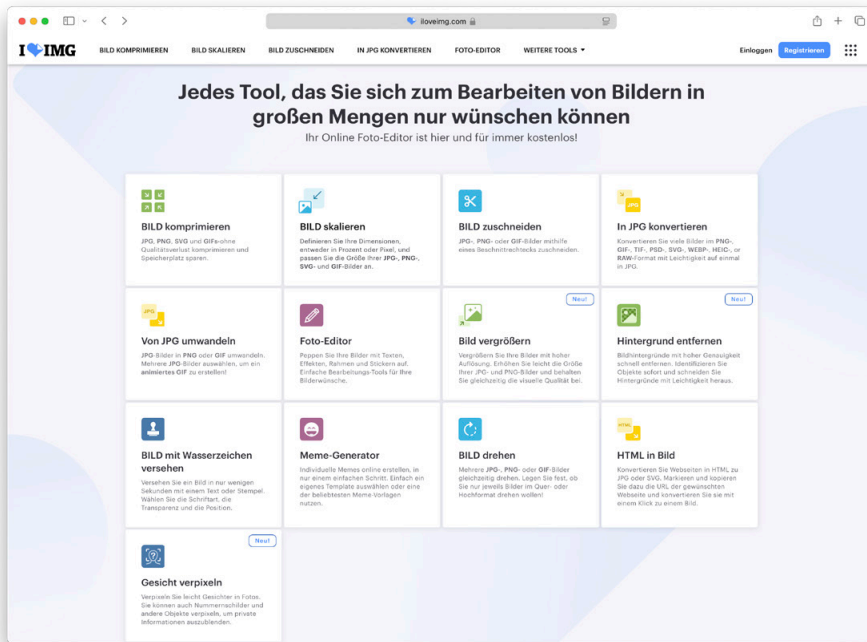 iloveimg.com
I IMG
BILD KOMPRIMIEREN
BILD SKALIEREN
BILD ZUSCHNEIDEN
IN JPG KONVERTIEREN
FOTO-EDITOR
WEITERE TOOLS
Einloggen
Registrieren
Jedes Tool, das Sie sich zum Bearbeiten von Bildern in
großen Mengen nur wünschen können
Ihr Online Foto-Editor ist hier und für immer kostenlos!
BILD komprimieren
JPG, PNG, SVG und GIFs-ohne
Qualitätsverlust komprimieren und
Speicherplatz sparen.
BILD skalieren
Definieren Sie Ihre Dimensionen,
entweder in Prozent oder Pixel, und
passen Sie die Größe Ihrer JPG-, PNG-,
SVG- und GIF-Bilder an.
BILD zuschneiden
JPG-, PNG- oder GIF-Bilder mithilfe
eines Beschnittrechtecks zuschneiden.
JPG
In JPG konvertieren
Konvertieren Sie viele Bilder im PNG-,
GIF-, TIF-, PSD-, SVG-, WEBP-, HEIC-, or
RAW-Format mit Leichtigkeit auf einmal
in JPG.
JPG
Von JPG umwandeln
JPG-Bilder in PNG oder GIF umwandeln.
Mehrere JPG-Bilder auswählen, um ein
animiertes GIF zu erstellen!
Foto-Editor
Peppen Sie Ihre Bilder mit Texten,
Effekten, Rahmen und Stickern auf.
Einfache Bearbeitungs-Tools für Ihre
Bilderwünsche.
Neu!
Bild vergrößern
Vergrößern Sie Ihre Bilder mit hoher
Auflösung. Erhöhen Sie leicht die Größe
Ihrer JPG- und PNG-Bilder und behalten
Sie gleichzeitig die visuelle Qualität bei.
Neu!
Hintergrund entfernen
Bildhintergründe mit hoher Genauigkeit
schnell entfernen. Identifizieren Sie
Objekte sofort und schneiden Sie
Hintergründe mit Leichtigkeit heraus.
BILD mit Wasserzeichen
versehen
Versehen Sie ein Bild in nur wenigen
Sekunden mit einem Text oder Stempel.
Wählen Sie die Schriftart, die
Transparenz und die Position.
Meme-Generator
Individuelle Memes online erstellen, in
nur einem einfachen Schritt. Einfach ein
eigenes Template auswählen oder eine
der beliebtesten Meme-Vorlagen
nutzen.
BILD drehen
Mehrere JPG-, PNG- oder GIF-Bilder
gleichzeitig drehen. Legen Sie fest, ob
Sie nur jeweils Bilder im Quer- oder
Hochformat drehen wollen!
HTML
HTML in Bild
Konvertieren Sie Webseiten in HTML zu
JPG oder SVG. Markieren und kopieren
Sie dazu die URL der gewünschten
Webseite und konvertieren Sie sie mit
einem Klick zu einem Bild.
Neu!
Gesicht verpixeln
Verpixeln Sie leicht Gesichter in Fotos.
Sie können auch Nummernschilder und
andere Objekte verpixeln, um private
Informationen auszublenden.